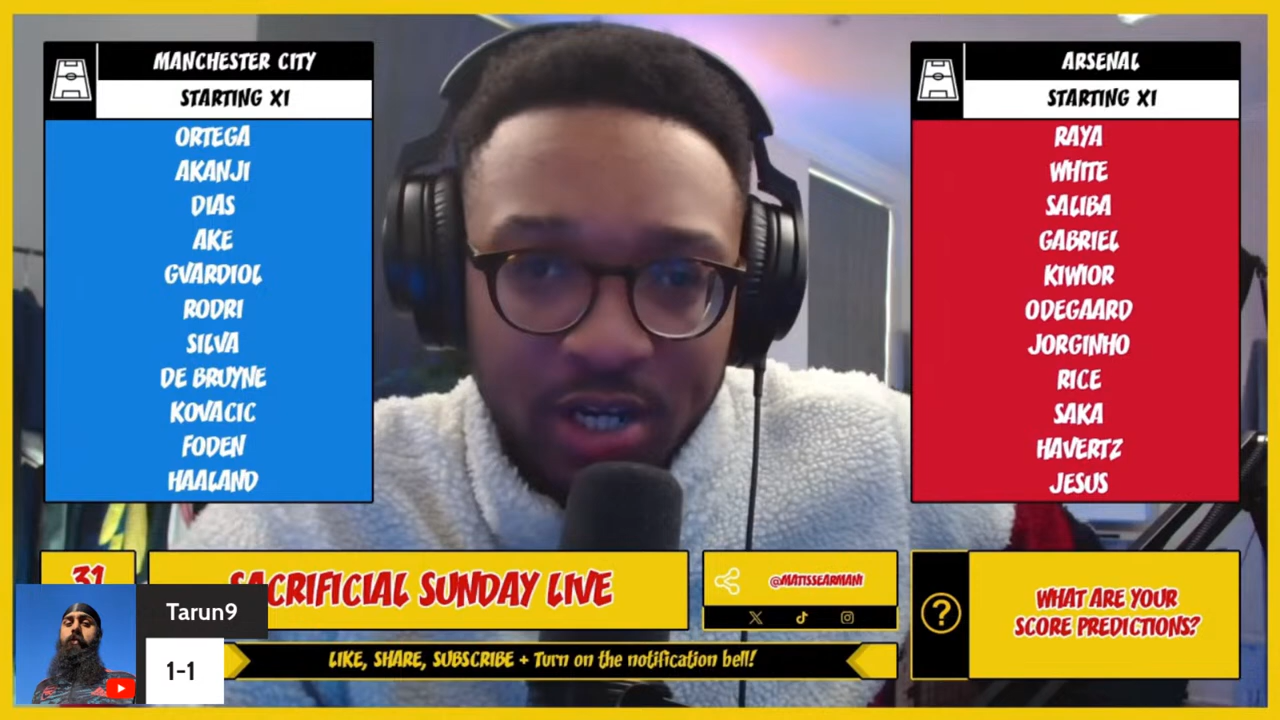 MANCHESTER CITY
STARTING XI
ORTEGA
AKANJI
DIAS
AKE
GVARDIOL
RODRI
SILVA
DE BRUYNE
KOVACIC
FODEN
HAALAND
ARSENAL
STARTING XI
RAYA
WHITE
SALIBA
GABRIEL
KIWIOR
ODEGAARD
JORGINHO
RICE
SAKA
HAVERTZ
JESUS
31
SACRIFICIAL SUNDAY LIVE
@MATISSEARMANI
WHAT ARE YOUR
SCORE PREDICTIONS?
Tarun9
1-1
LIKE, SHARE, SUBSCRIBE + Turn on the notification bell!